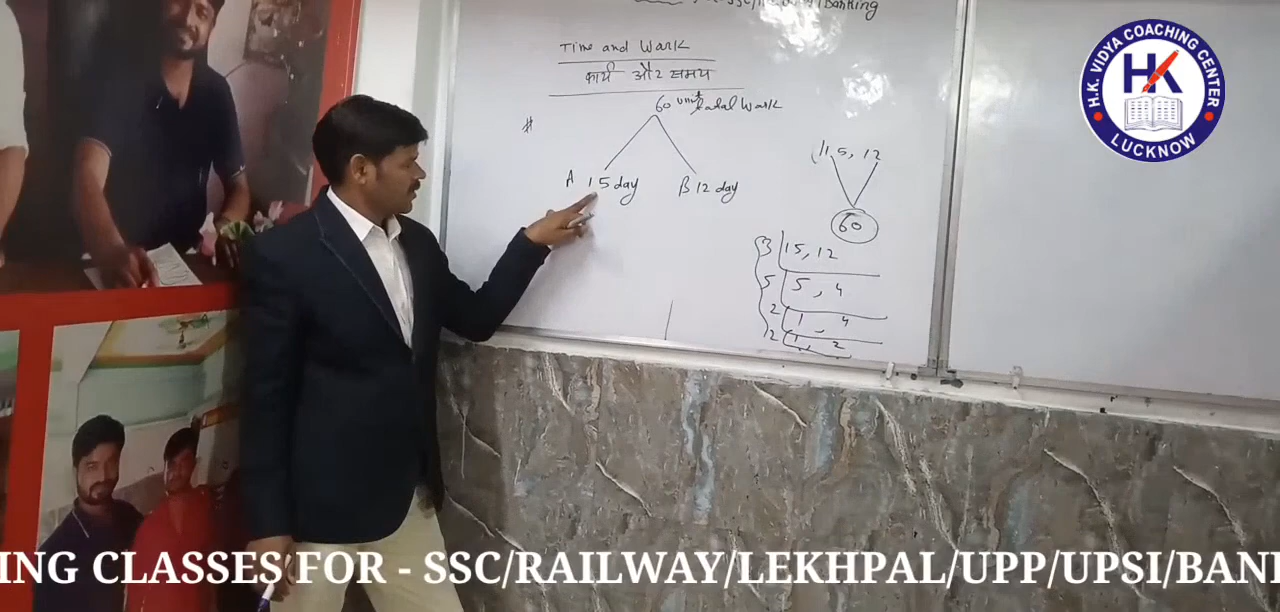 SSC/ /Banking
Time and Work
कार्य और समय
60 unit Total Work
#
A 15 day
B 12 day
15, 12
60
3 15, 12
5 5, 4
2 1, 4
2 1, 2
H.K. VIDYA COACHING CENTER
HK
LUCKNOW
ING CLASSES FOR - SSC/RAILWAY/LEKHPAL/UPP/UPSI/BAN